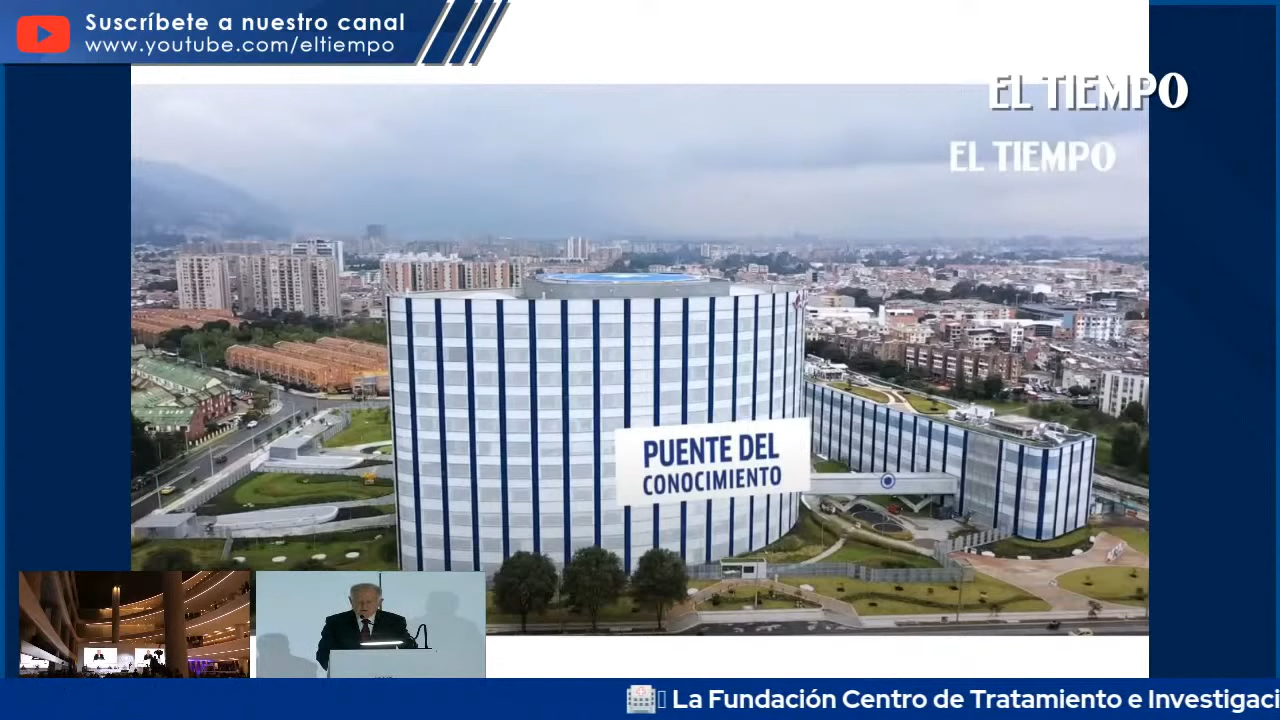 Suscríbete a nuestro canal
www.youtube.com/eltiempo
EL TIEMPO
EL TIEMPO
PUENTE DEL
CONOCIMIENTO
La Fundación Centro de Tratamiento e Investigaci